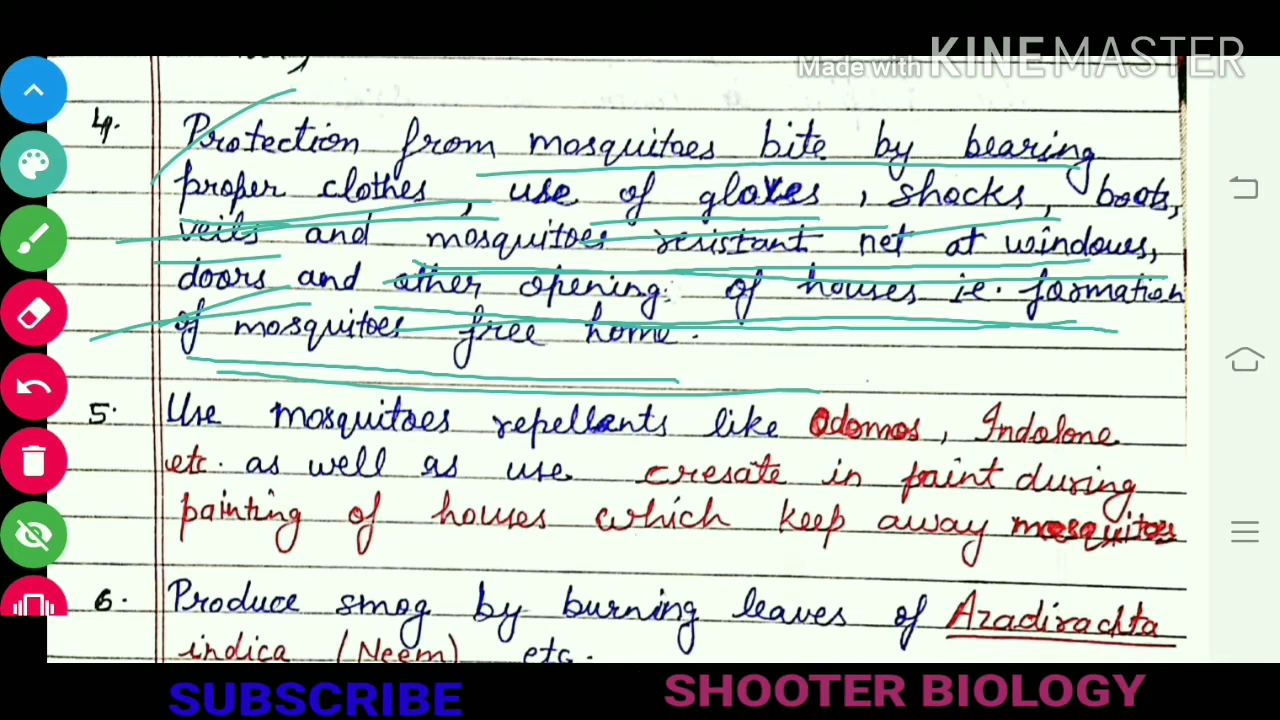 Made with KINEMASTER
4. Protection from mosquitoes bite by bearing
proper clothes, use of gloves, shocks, boots,
veils and mosquitoes resistant net at windows,
doors and other opening of houses ie. formation
of mosquitoes free home.
5. Use mosquitoes repellants like Odomos, Indolone
etc. as well as use cresate in paint during
painting of houses which keep away mosquitoes
6. Produce smog by burning leaves of Azadirachta
indica (Neem) etc.
SUBSCRIBE SHOOTER BIOLOGY